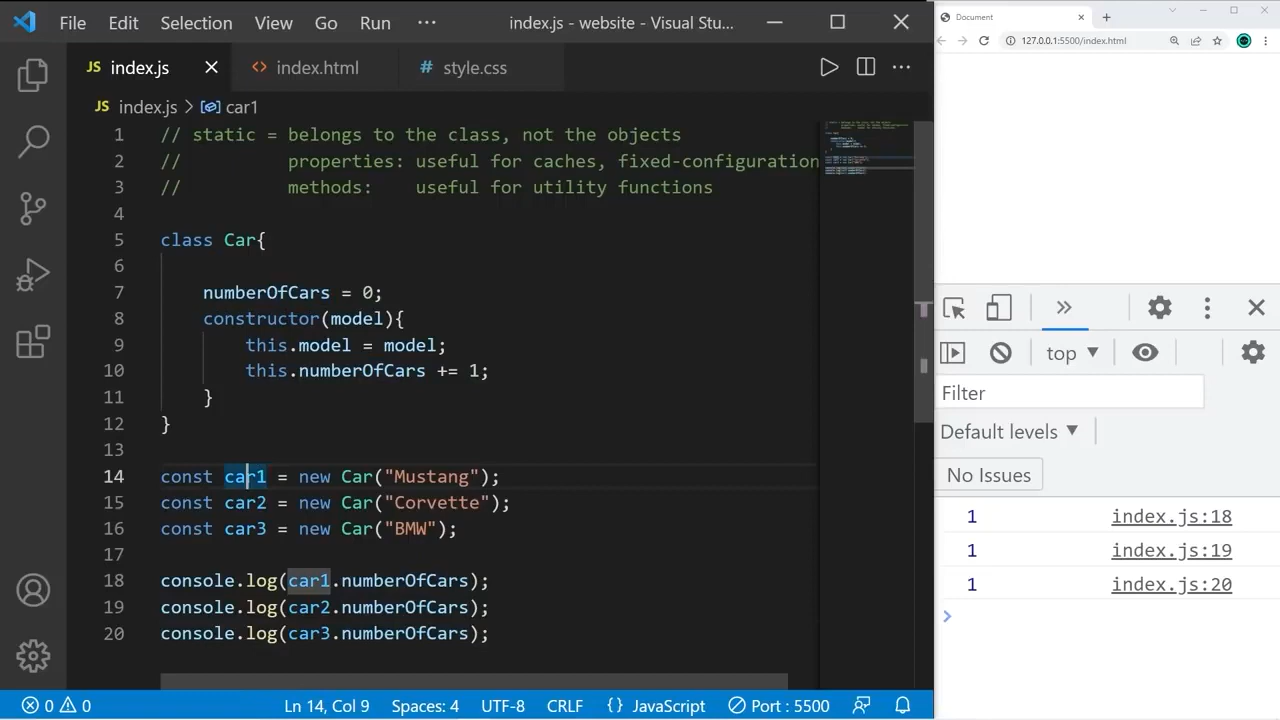 File Edit Selection View Go Run ··· index.js - website - Visual Stu...
JS index.js index.html # style.css
JS index.js > car1
1 // static = belongs to the class, not the objects
2 // properties: useful for caches, fixed-configuration
3 // methods: useful for utility functions
4
5 class Car{
6
7 numberOfCars = 0;
8 constructor(model){
9 this.model = model;
10 this.numberOfCars += 1;
11 }
12 }
13
14 const car1 = new Car("Mustang");
15 const car2 = new Car("Corvette");
16 const car3 = new Car("BMW");
17
18 console.log(car1.numberOfCars);
19 console.log(car2.numberOfCars);
20 console.log(car3.numberOfCars);
0 0 Ln 14, Col 9 Spaces: 4 UTF-8 CRLF {} JavaScript Port : 5500
Document
127.0.0.1:5500/index.html
top
Filter
Default levels
No Issues
1 index.js:18
1 index.js:19
1 index.js:20